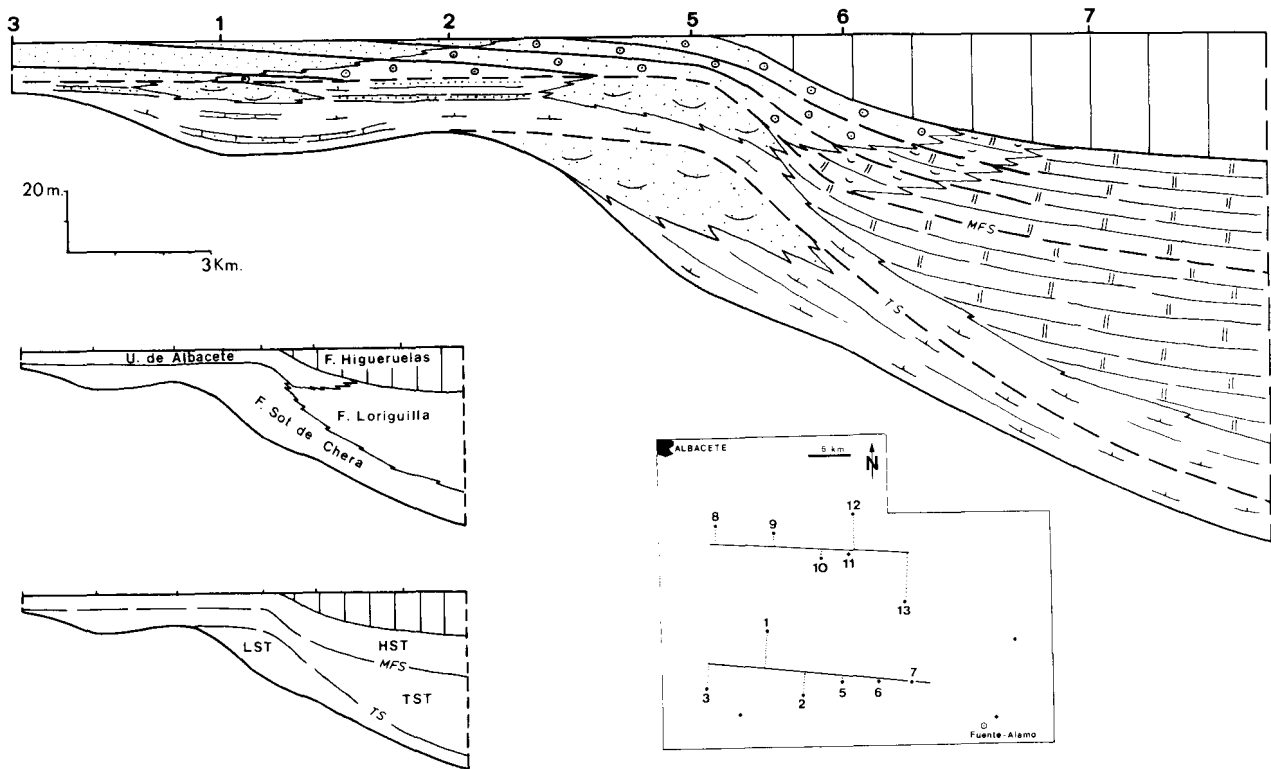 3 1 2 5 6 7
20 m.
3 Km.
MFS
TS
U. de Albacete
F. Higueruelas
F. Loriguilla
F. Sot de Chera
LST
HST
MFS
TST
TS
ALBACETE
5 km
N
8
9
12
10
11
13
1
3
2
5
6
7
Fuente-Alamo